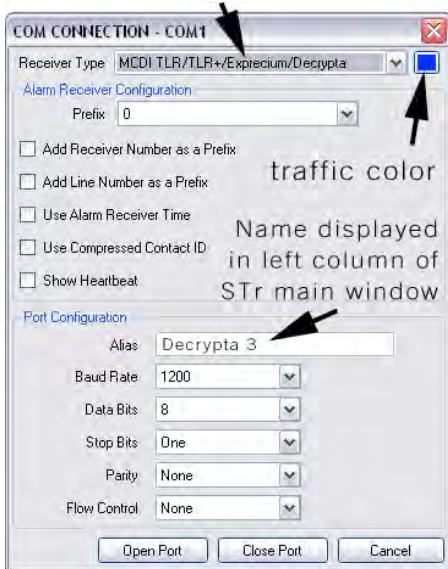 COM CONNECTION - COM1
Receiver Type MCDI TLR/TLR+/Exprecium/Decrypta
Alarm Receiver Configuration
Prefix 0
Add Receiver Number as a Prefix
traffic color
Add Line Number as a Prefix
Use Alarm Receiver Time
Use Compressed Contact ID
Show Heartbeat
Name displayed
in left column of
STr main window
Port Configuration
Alias Decrypta 3
Baud Rate 1200
Data Bits 8
Stop Bits One
Parity None
Flow Control None
Open Port Close Port Cancel